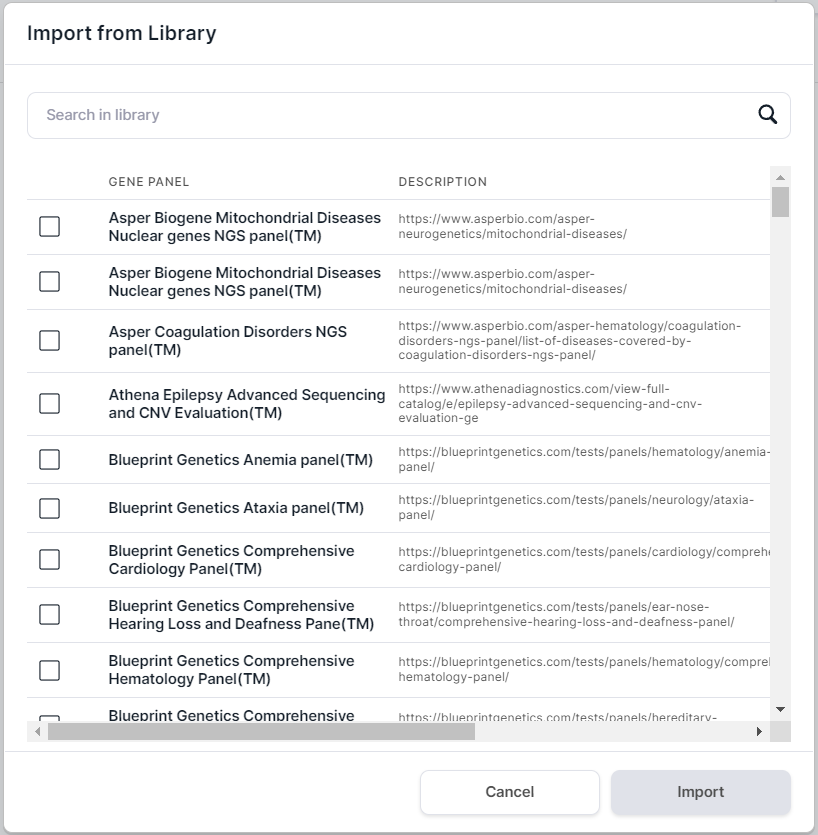 Import from Library
Search in library
GENE PANEL DESCRIPTION
Asper Biogene Mitochondrial Diseases
Nuclear genes NGS panel(TM)
https://www.asperbio.com/asper-
neurogenetics/mitochondrial-diseases/
Asper Biogene Mitochondrial Diseases
Nuclear genes NGS panel(TM)
https://www.asperbio.com/asper-
neurogenetics/mitochondrial-diseases/
Asper Coagulation Disorders NGS
panel(TM)
https://www.asperbio.com/asper-hematology/coagulation-
disorders-ngs-panel/list-of-diseases-covered-by-
coagulation-disorders-ngs-panel/
Athena Epilepsy Advanced Sequencing
and CNV Evaluation(TM)
https://www.athenadiagnostics.com/view-full-
catalog/e/epilepsy-advanced-sequencing-and-cnv-
evaluation-ge
Blueprint Genetics Anemia panel(TM)
https://blueprintgenetics.com/tests/panels/hematology/anemia-
panel/
Blueprint Genetics Ataxia panel(TM)
https://blueprintgenetics.com/tests/panels/neurology/ataxia-
panel/
Blueprint Genetics Comprehensive
Cardiology Panel(TM)
https://blueprintgenetics.com/tests/panels/cardiology/comprehe
cardiology-panel/
Blueprint Genetics Comprehensive
Hearing Loss and Deafness Pane(TM)
https://blueprintgenetics.com/tests/panels/ear-nose-
throat/comprehensive-hearing-loss-and-deafness-panel/
Blueprint Genetics Comprehensive
Hematology Panel(TM)
https://blueprintgenetics.com/tests/panels/hematology/compre
hematology-panel/
Blueprint Genetics Comprehensive
https://blueprintgenetics.com/tests/panels/hereditary-
Cancel
Import